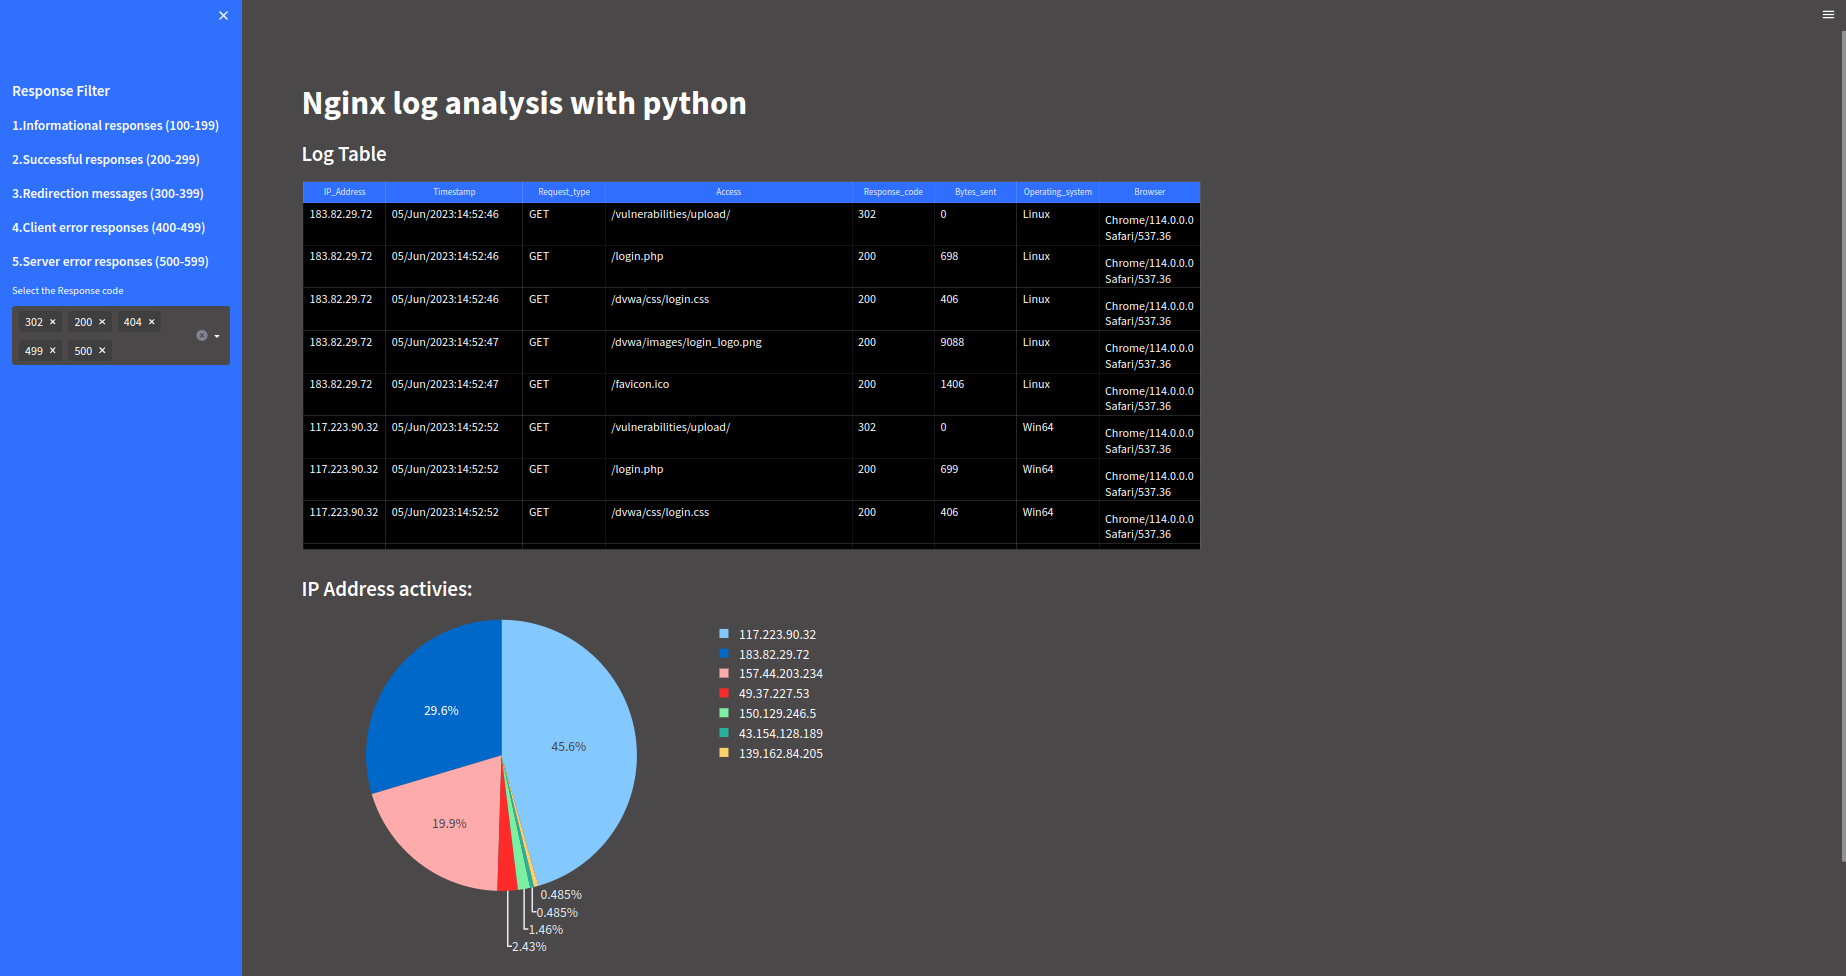 Response Filter
1.Informational responses (100-199)
2.Successful responses (200-299)
3.Redirection messages (300-399)
4.Client error responses (400-499)
5.Server error responses (500-599)
Select the Response code
302 × 200 × 404 ×
499 × 500 ×
Nginx log analysis with python
Log Table
IP_Address Timestamp Request_type Access Response_code Bytes_sent Operating_system Browser
183.82.29.72 05/Jun/2023:14:52:46 GET /vulnerabilities/upload/ 302 0 Linux Chrome/114.0.0.0
Safari/537.36
183.82.29.72 05/Jun/2023:14:52:46 GET /login.php 200 698 Linux Chrome/114.0.0.0
Safari/537.36
183.82.29.72 05/Jun/2023:14:52:46 GET /dvwa/css/login.css 200 406 Linux Chrome/114.0.0.0
Safari/537.36
183.82.29.72 05/Jun/2023:14:52:47 GET /dvwa/images/login_logo.png 200 9088 Linux Chrome/114.0.0.0
Safari/537.36
183.82.29.72 05/Jun/2023:14:52:47 GET /favicon.ico 200 1406 Linux Chrome/114.0.0.0
Safari/537.36
117.223.90.32 05/Jun/2023:14:52:52 GET /vulnerabilities/upload/ 302 0 Win64 Chrome/114.0.0.0
Safari/537.36
117.223.90.32 05/Jun/2023:14:52:52 GET /login.php 200 699 Win64 Chrome/114.0.0.0
Safari/537.36
117.223.90.32 05/Jun/2023:14:52:52 GET /dvwa/css/login.css 200 406 Win64 Chrome/114.0.0.0
Safari/537.36
IP Address activies:
117.223.90.32
183.82.29.72
157.44.203.234
49.37.227.53
150.129.246.5
43.154.128.189
139.162.84.205
29.6%
45.6%
19.9%
0.485%
0.485%
1.46%
2.43%